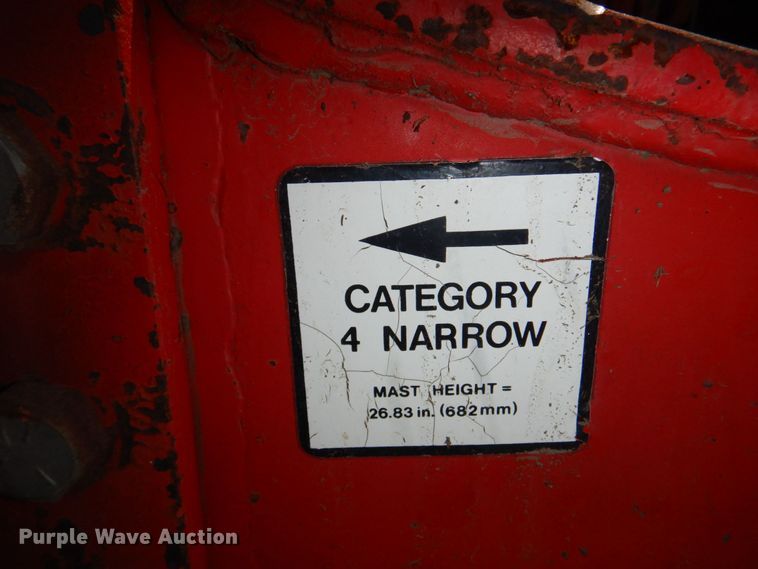 CATEGORY
4 NARROW
MAST HEIGHT =
26.83 in. (682mm)
Purple Wave Auction